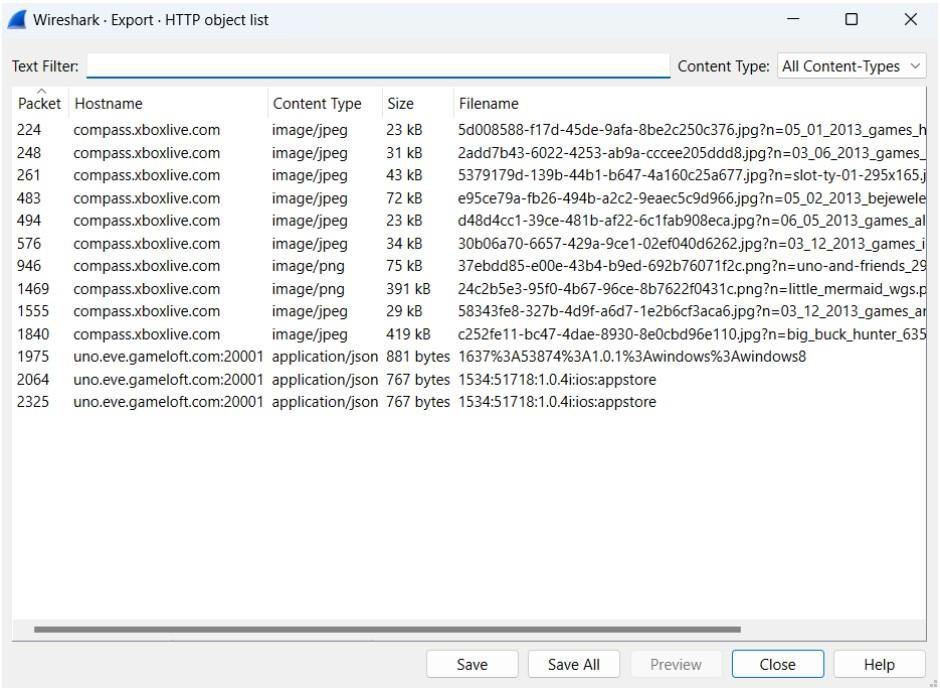 Wireshark · Export · HTTP object list
Text Filter: Content Type: All Content-Types
Packet Hostname Content Type Size Filename
224 compass.xboxlive.com image/jpeg 23 kB 5d008588-f17d-45de-9afa-8be2c250c376.jpg?n=05_01_2013_games_h
248 compass.xboxlive.com image/jpeg 31 kB 2add7b43-6022-4253-ab9a-cccee205ddd8.jpg?n=03_06_2013_games_
261 compass.xboxlive.com image/jpeg 43 kB 5379179d-139b-44b1-b647-4a160c25a677.jpg?n=slot-ty-01-295x165.j
483 compass.xboxlive.com image/jpeg 72 kB e95ce79a-fb26-494b-a2c2-9eaec5c9d966.jpg?n=05_02_2013_bejewele
494 compass.xboxlive.com image/jpeg 23 kB d48d4cc1-39ce-481b-af22-6c1fab908eca.jpg?n=06_05_2013_games_al
576 compass.xboxlive.com image/jpeg 34 kB 30b06a70-6657-429a-9ce1-02ef040d6262.jpg?n=03_12_2013_games_i
946 compass.xboxlive.com image/png 75 kB 37ebdd85-e00e-43b4-b9ed-692b76071f2c.png?n=uno-and-friends_29
1469 compass.xboxlive.com image/png 391 kB 24c2b5e3-95f0-4b67-96ce-8b7622f0431c.png?n=little_mermaid_wgs.p
1555 compass.xboxlive.com image/jpeg 29 kB 58343fe8-327b-4d9f-a6d7-1e2b6cf3aca6.jpg?n=03_12_2013_games_ar
1840 compass.xboxlive.com image/jpeg 419 kB c252fe11-bc47-4dae-8930-8e0cbd96e110.jpg?n=big_buck_hunter_635
1975 uno.eve.gameloft.com:20001 application/json 881 bytes 1637%3A53874%3A1.0.1%3Awindows%3Awindows8
2064 uno.eve.gameloft.com:20001 application/json 767 bytes 1534:51718:1.0.4i:ios:appstore
2325 uno.eve.gameloft.com:20001 application/json 767 bytes 1534:51718:1.0.4i:ios:appstore
Save Save All Preview Close Help